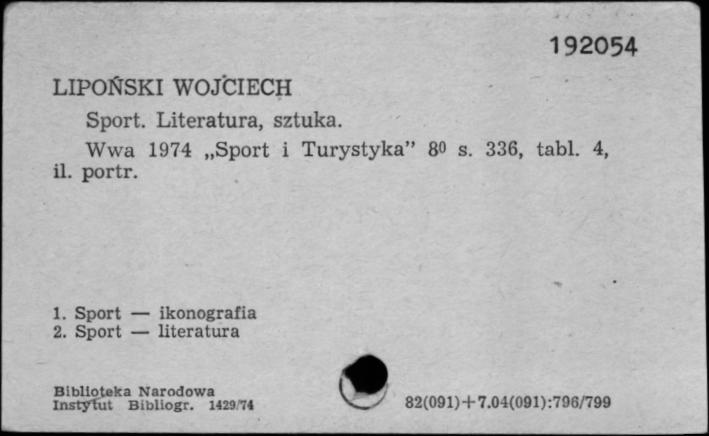 192054
LIPOŃSKI WOJCIECH
Sport. Literatura, sztuka.
Wwa 1974 „Sport i Turystyka” 8⁰ s. 336, tabl. 4,
il. portr.
1. Sport — ikonografia
2. Sport — literatura
Biblioteka Narodowa
Instytut Bibliogr. 1429/74
82(091)+7.04(091):796/799